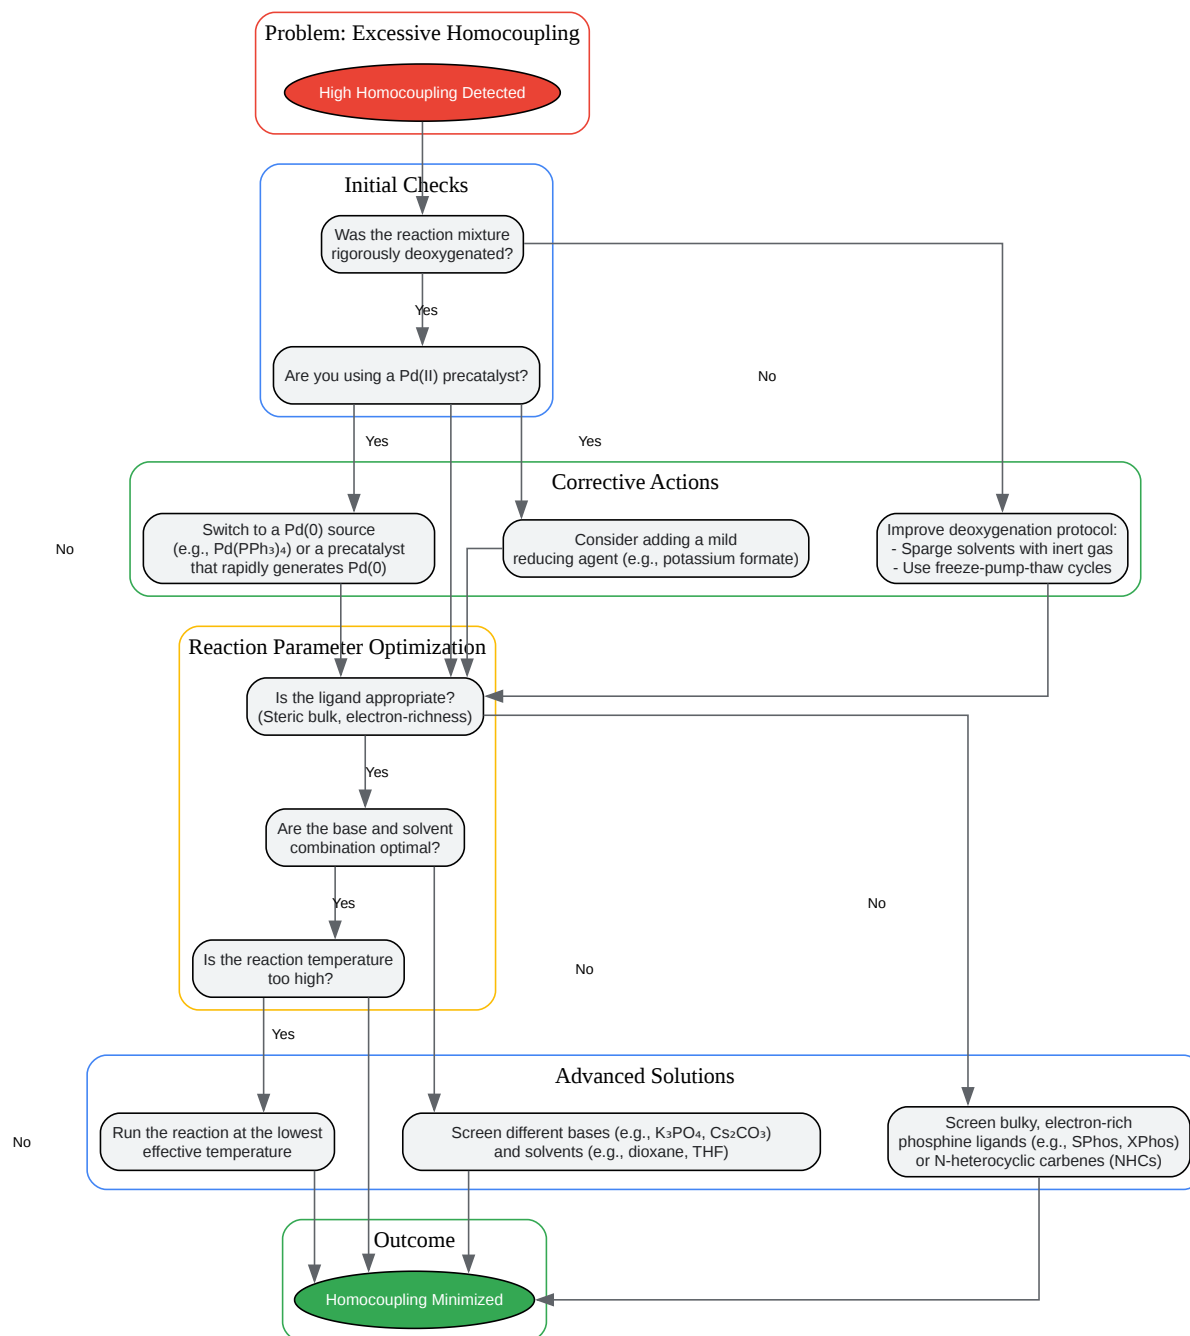 Problem: Excessive Homocoupling
High Homocoupling Detected
Initial Checks
Was the reaction mixture
rigorously deoxygenated?
Yes
Are you using a Pd(II) precatalyst?
No
Yes
Yes
Corrective Actions
Switch to a Pd(0) source
(e.g., Pd(PPh₃)₄) or a precatalyst
that rapidly generates Pd(0)
Consider adding a mild
reducing agent (e.g., potassium formate)
Improve deoxygenation protocol:
- Sparge solvents with inert gas
- Use freeze-pump-thaw cycles
No
Reaction Parameter Optimization
Is the ligand appropriate?
(Steric bulk, electron-richness)
Yes
Are the base and solvent
combination optimal?
Yes
No
Is the reaction temperature
too high?
No
Yes
Advanced Solutions
Run the reaction at the lowest
effective temperature
Screen different bases (e.g., K₃PO₄, Cs₂CO₃)
and solvents (e.g., dioxane, THF)
Screen bulky, electron-rich
phosphine ligands (e.g., SPhos, XPhos)
or N-heterocyclic carbenes (NHCs)
No
Outcome
Homocoupling Minimized